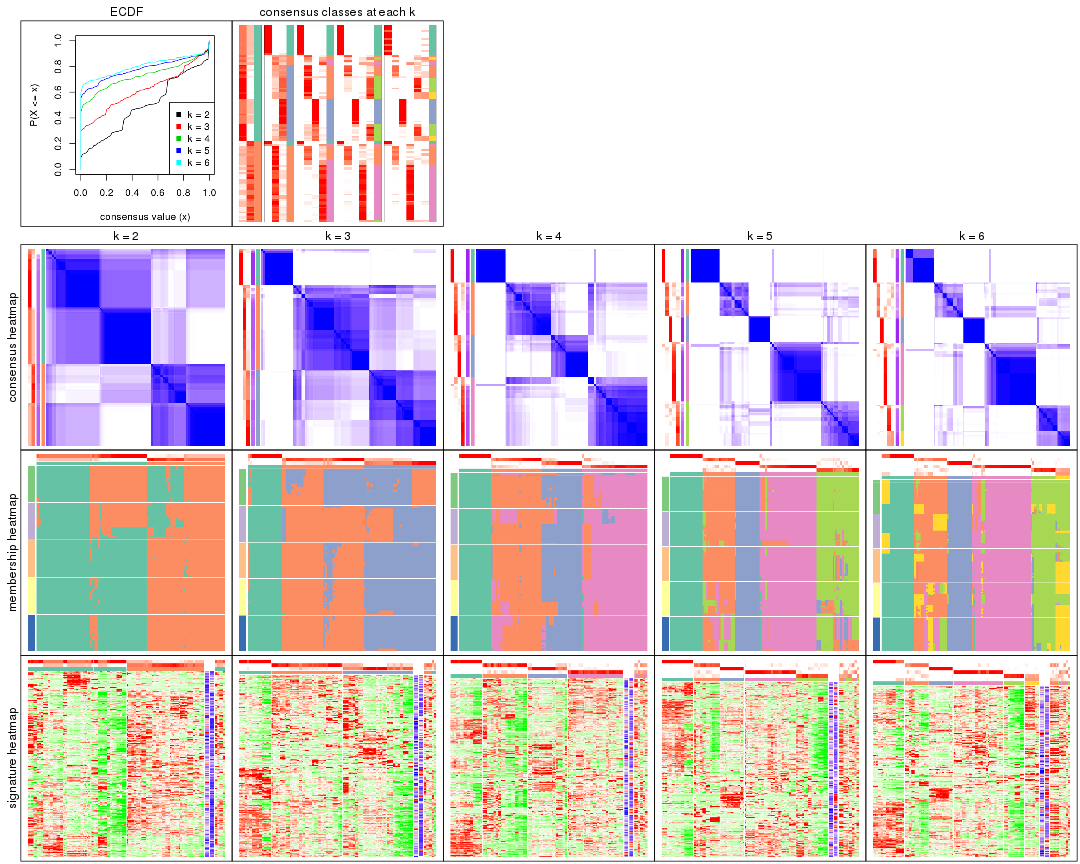 ECDF
consensus classes at each k
P(X <= x)
0.0 0.2 0.4 0.6 0.8 1.0
k = 2
k = 3
k = 4
k = 5
k = 6
0.0 0.2 0.4 0.6 0.8 1.0
consensus value (x)
k = 2 k = 3 k = 4 k = 5 k = 6
consensus heatmap
membership heatmap
signature heatmap